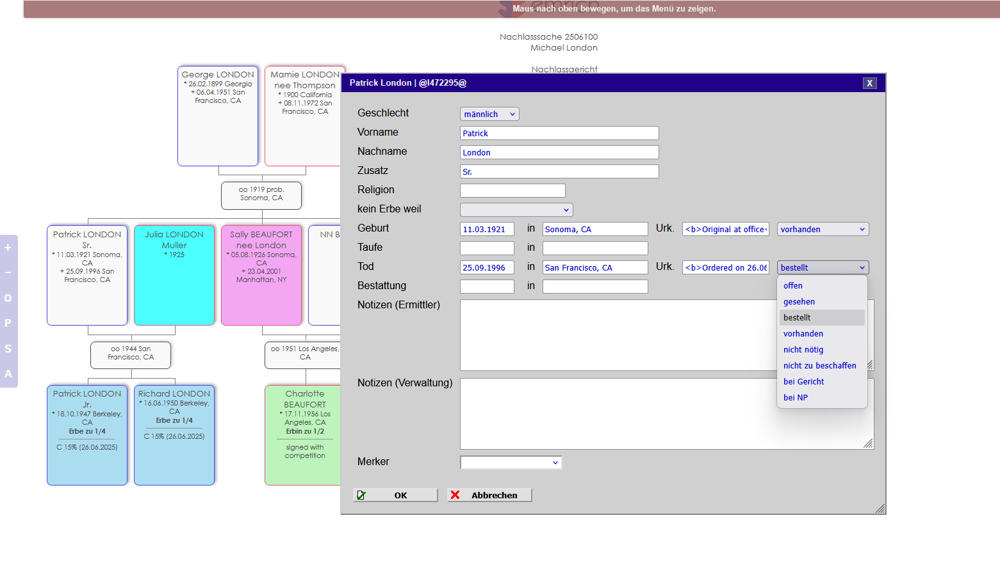 emrich
Maus nach oben bewegen, um das Menü zu zeigen.
Nachlasssache 2506100
Michael London
Nachlassgericht
George LONDON
* 26.02.1899 Georgia
+ 06.04.1951 San
Francisco, CA
Mamie LONDON
nee Thompson
* 1900 California
+ 08.11.1972 San
Francisco, CA
oo 1919 prob.
Sonoma, CA
Patrick LONDON
Sr.
* 11.03.1921 Sonoma,
CA
+ 25.09.1996 San
Francisco, CA
Julia LONDON
Muller
* 1925
Sally BEAUFORT
nee London
* 05.08.1926 Sonoma,
CA
+ 23.04.2001
Manhattan, NY
NN B
+
–
O
P
S
A
oo 1944 San
Francisco, CA
oo 1951 Los Angeles,
CA
Patrick LONDON
Jr.
* 18.10.1947 Berkeley,
CA
Erbe zu 1/4
C 15% (26.06.2025)
Richard LONDON
* 16.06.1950 Berkeley,
CA
Erbe zu 1/4
C 15% (26.06.2025)
Charlotte
BEAUFORT
* 17.11.1956 Los
Angeles, CA
Erbin zu 1/2
signed with
competition
Patrick London | @I472295@ X
Geschlecht männlich
Vorname Patrick
Nachname London
Zusatz Sr.
Religion
kein Erbe weil
Geburt 11.03.1921 in Sonoma, CA Urk. <b>Original at office< vorhanden
Taufe in
Tod 25.09.1996 in San Francisco, CA Urk. <b>Ordered on 26.06 bestellt
Bestattung in
offen
gesehen
bestellt
vorhanden
nicht nötig
nicht zu beschaffen
bei Gericht
bei NP
Notizen (Ermittler)
Notizen (Verwaltung)
Merker
OK Abbrechen